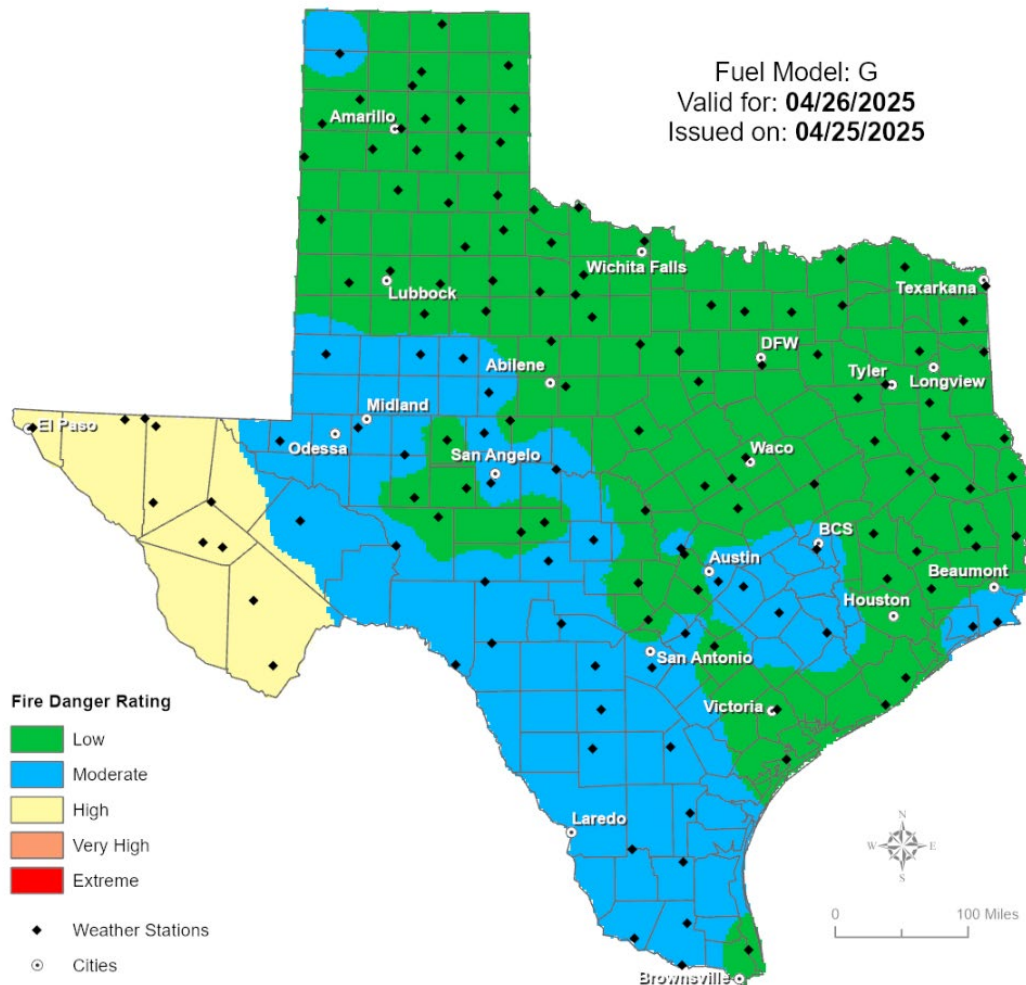 Fuel Model: G
Valid for: 04/26/2025
Issued on: 04/25/2025
Amarillo
Wichita Falls
Lubbock
Texarkana
DFW
Abilene
Tyler
Longview
Midland
El Paso
Odessa
San Angelo
Waco
BCS
Austin
Beaumont
Houston
San Antonio
Fire Danger Rating
Victoria
Low
Moderate
High
Laredo
Very High
Extreme
N
W E
S
0 100 Miles
Weather Stations
Cities
Brownsville